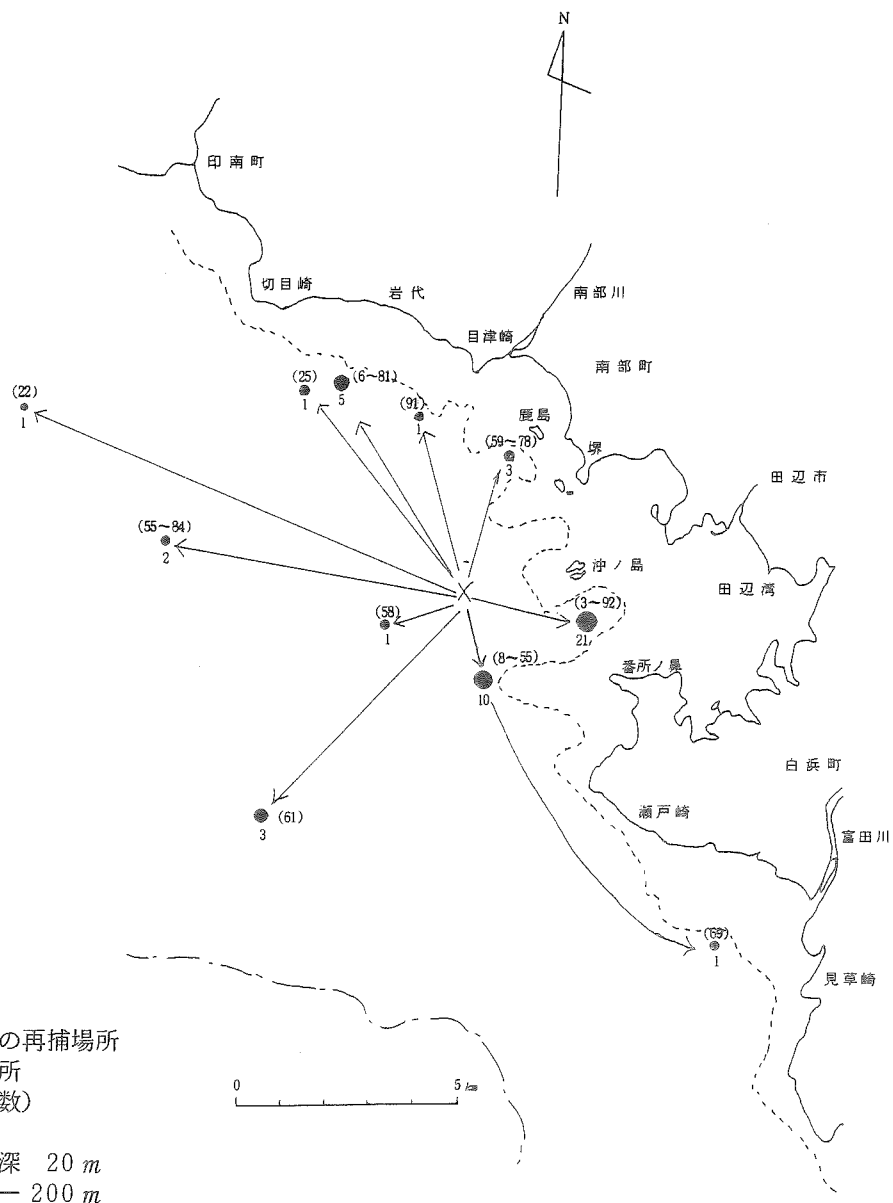 N
印南町
切目崎
岩代
南部川
目津崎
南部町
(22)
1
(25)
1
(6~81)
5
(91)
1
鹿島
(59~78)
3
堺
田辺市
(55~84)
2
沖ノ島
田辺湾
X
(58)
1
(3~92)
21
(8~55)
10
番所ノ鼻
白浜町
瀬戸崎
富田川
3
(61)
(69)
1
見草崎
の再捕場所
所
数)
0
5 km
深 20 m
— 200 m